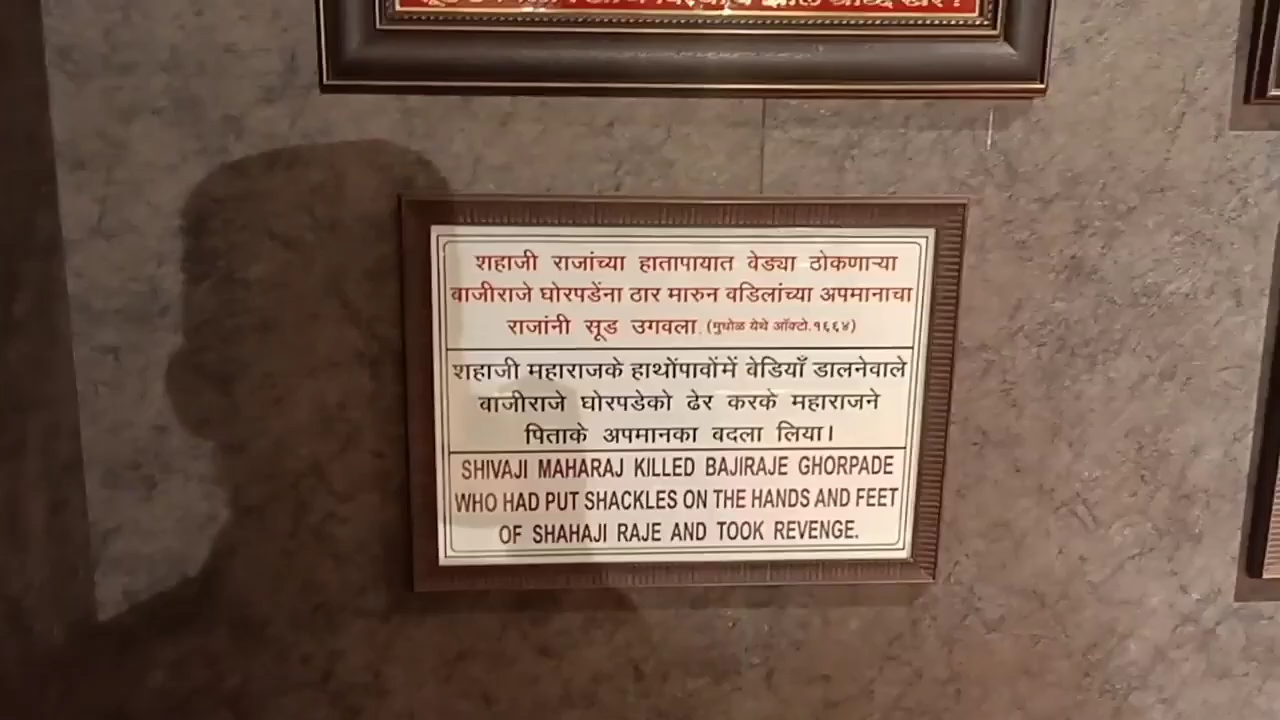 शहाजी राजांच्या हातापायात वेड्या ठोकणाऱ्या
बाजीराजे घोरपडेंना ठार मारुन वडिलांच्या अपमानाचा
राजांनी सूड उगवला. (मुधोळ येथे ऑक्टो.१६६४)
शहाजी महाराजके हाथोंपावोंमें बेडियाँ डालनेवाले
बाजीराजे घोरपडेको ढेर करके महाराजने
पिताके अपमानका बदला लिया।
SHIVAJI MAHARAJ KILLED BAJIRAJE GHORPADE
WHO HAD PUT SHACKLES ON THE HANDS AND FEET
OF SHAHAJI RAJE AND TOOK REVENGE.